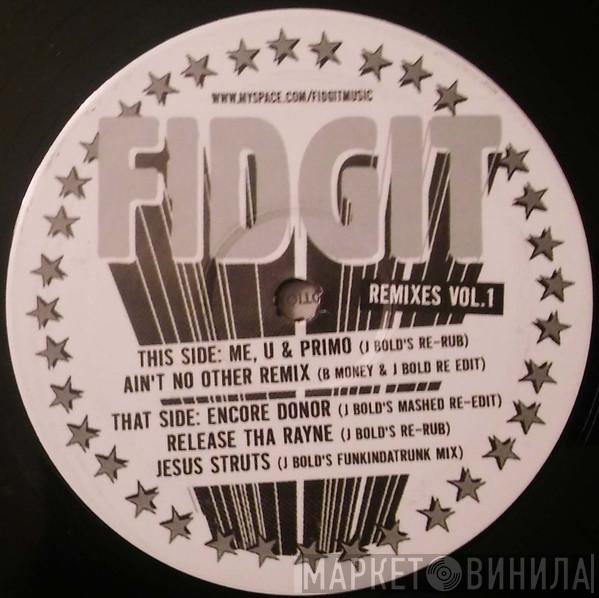 WWW.MYSPACE.COM/FIDGITMUSIC
FIDGIT
REMIXES VOL.1
THIS SIDE: ME, U & PRIMO (J BOLD'S RE-RUB)
AIN'T NO OTHER REMIX (B MONEY & J BOLD RE EDIT)
THAT SIDE: ENCORE DONOR (J BOLD'S MASHED RE-EDIT)
RELEASE THA RAYNE (J BOLD'S RE-RUB)
JESUS STRUTS (J BOLD'S FUNKINDATRUNK MIX)
МАРКЕТ ВИНИЛА